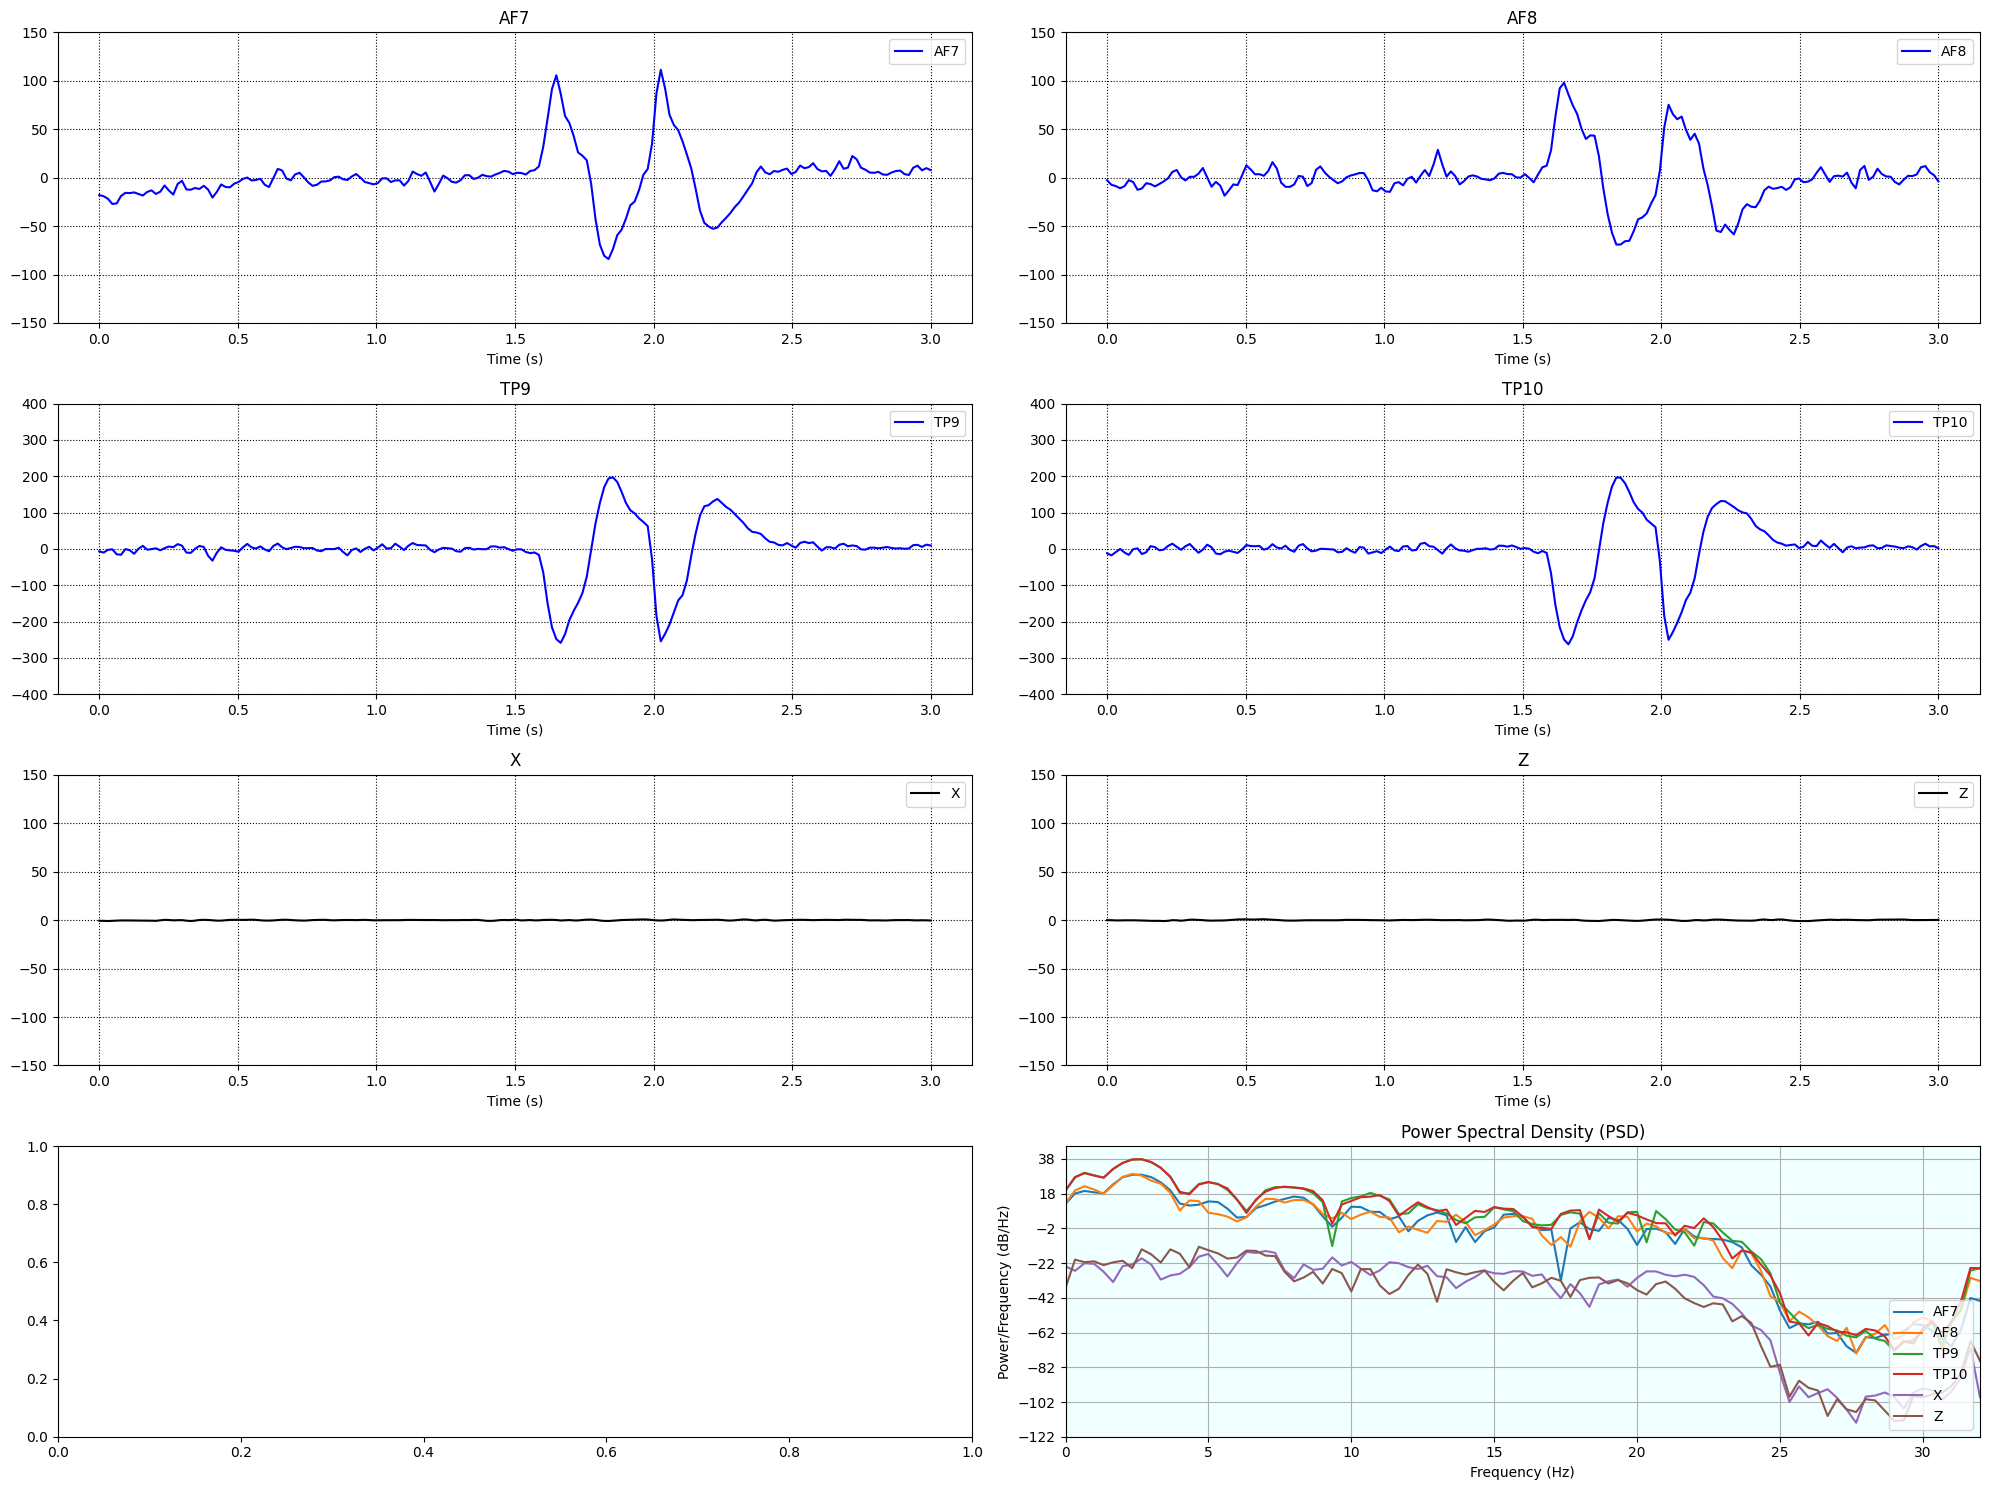 AF7
AF7
150
100
50
0
−50
−100
−150
0.0 0.5 1.0 1.5 2.0 2.5 3.0
Time (s)
AF8
AF8
150
100
50
0
−50
−100
−150
0.0 0.5 1.0 1.5 2.0 2.5 3.0
Time (s)
TP9
TP9
400
300
200
100
0
−100
−200
−300
−400
0.0 0.5 1.0 1.5 2.0 2.5 3.0
Time (s)
TP10
TP10
400
300
200
100
0
−100
−200
−300
−400
0.0 0.5 1.0 1.5 2.0 2.5 3.0
Time (s)
X
X
150
100
50
0
−50
−100
−150
0.0 0.5 1.0 1.5 2.0 2.5 3.0
Time (s)
Z
Z
150
100
50
0
−50
−100
−150
0.0 0.5 1.0 1.5 2.0 2.5 3.0
Time (s)
1.0
0.8
0.6
0.4
0.2
0.0
0.0 0.2 0.4 0.6 0.8 1.0
Power Spectral Density (PSD)
Power/Frequency (dB/Hz)
38
18
−2
−22
−42
−62
−82
−102
−122
AF7
AF8
TP9
TP10
X
Z
0 5 10 15 20 25 30
Frequency (Hz)